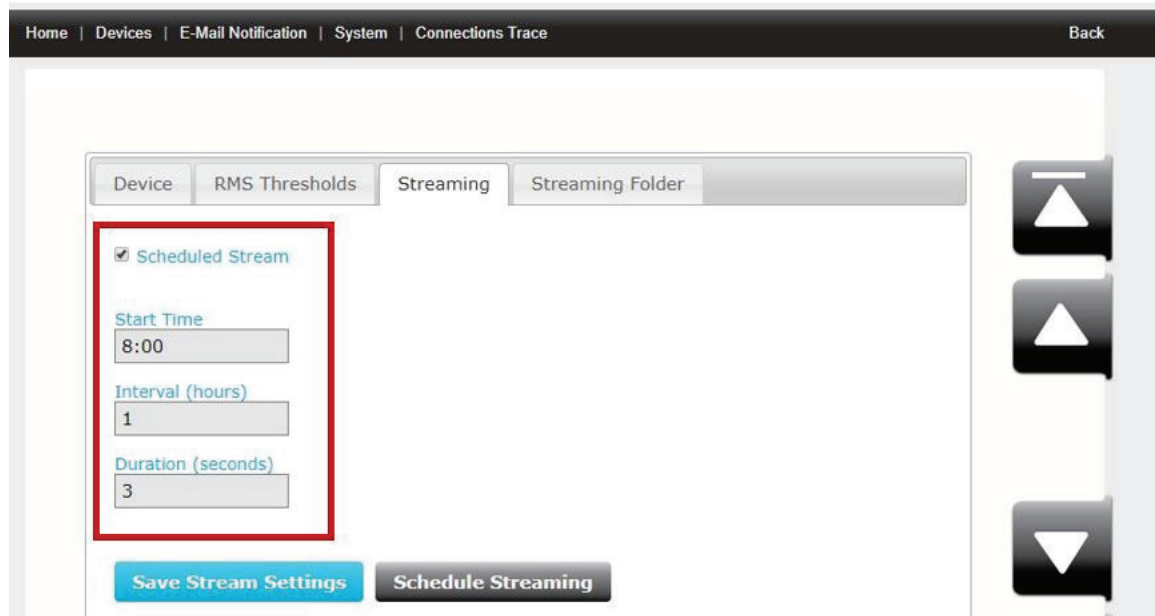 Home | Devices | E-Mail Notification | System | Connections Trace Back
Device RMS Thresholds Streaming Streaming Folder
Scheduled Stream
Start Time
8:00
Interval (hours)
1
Duration (seconds)
3
Save Stream Settings Schedule Streaming